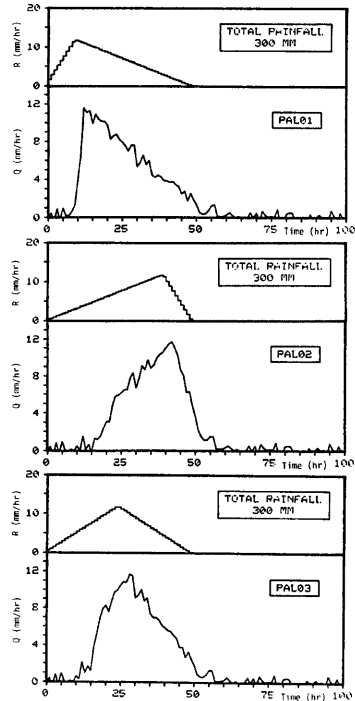 20
10
0
R (mm/hr)
TOTAL RAINFALL
300 MM
12
8
4
0
Q (mm/hr)
PAL01
0 25 50 75 Time (hr) 100
20
10
0
R (mm/hr)
TOTAL RAINFALL
300 MM
12
8
4
0
Q (mm/hr)
PAL02
0 25 50 75 Time (hr) 100
20
10
0
R (mm/hr)
TOTAL RAINFALL
300 MM
12
8
4
0
Q (mm/hr)
PAL03
0 25 50 75 Time (hr) 100